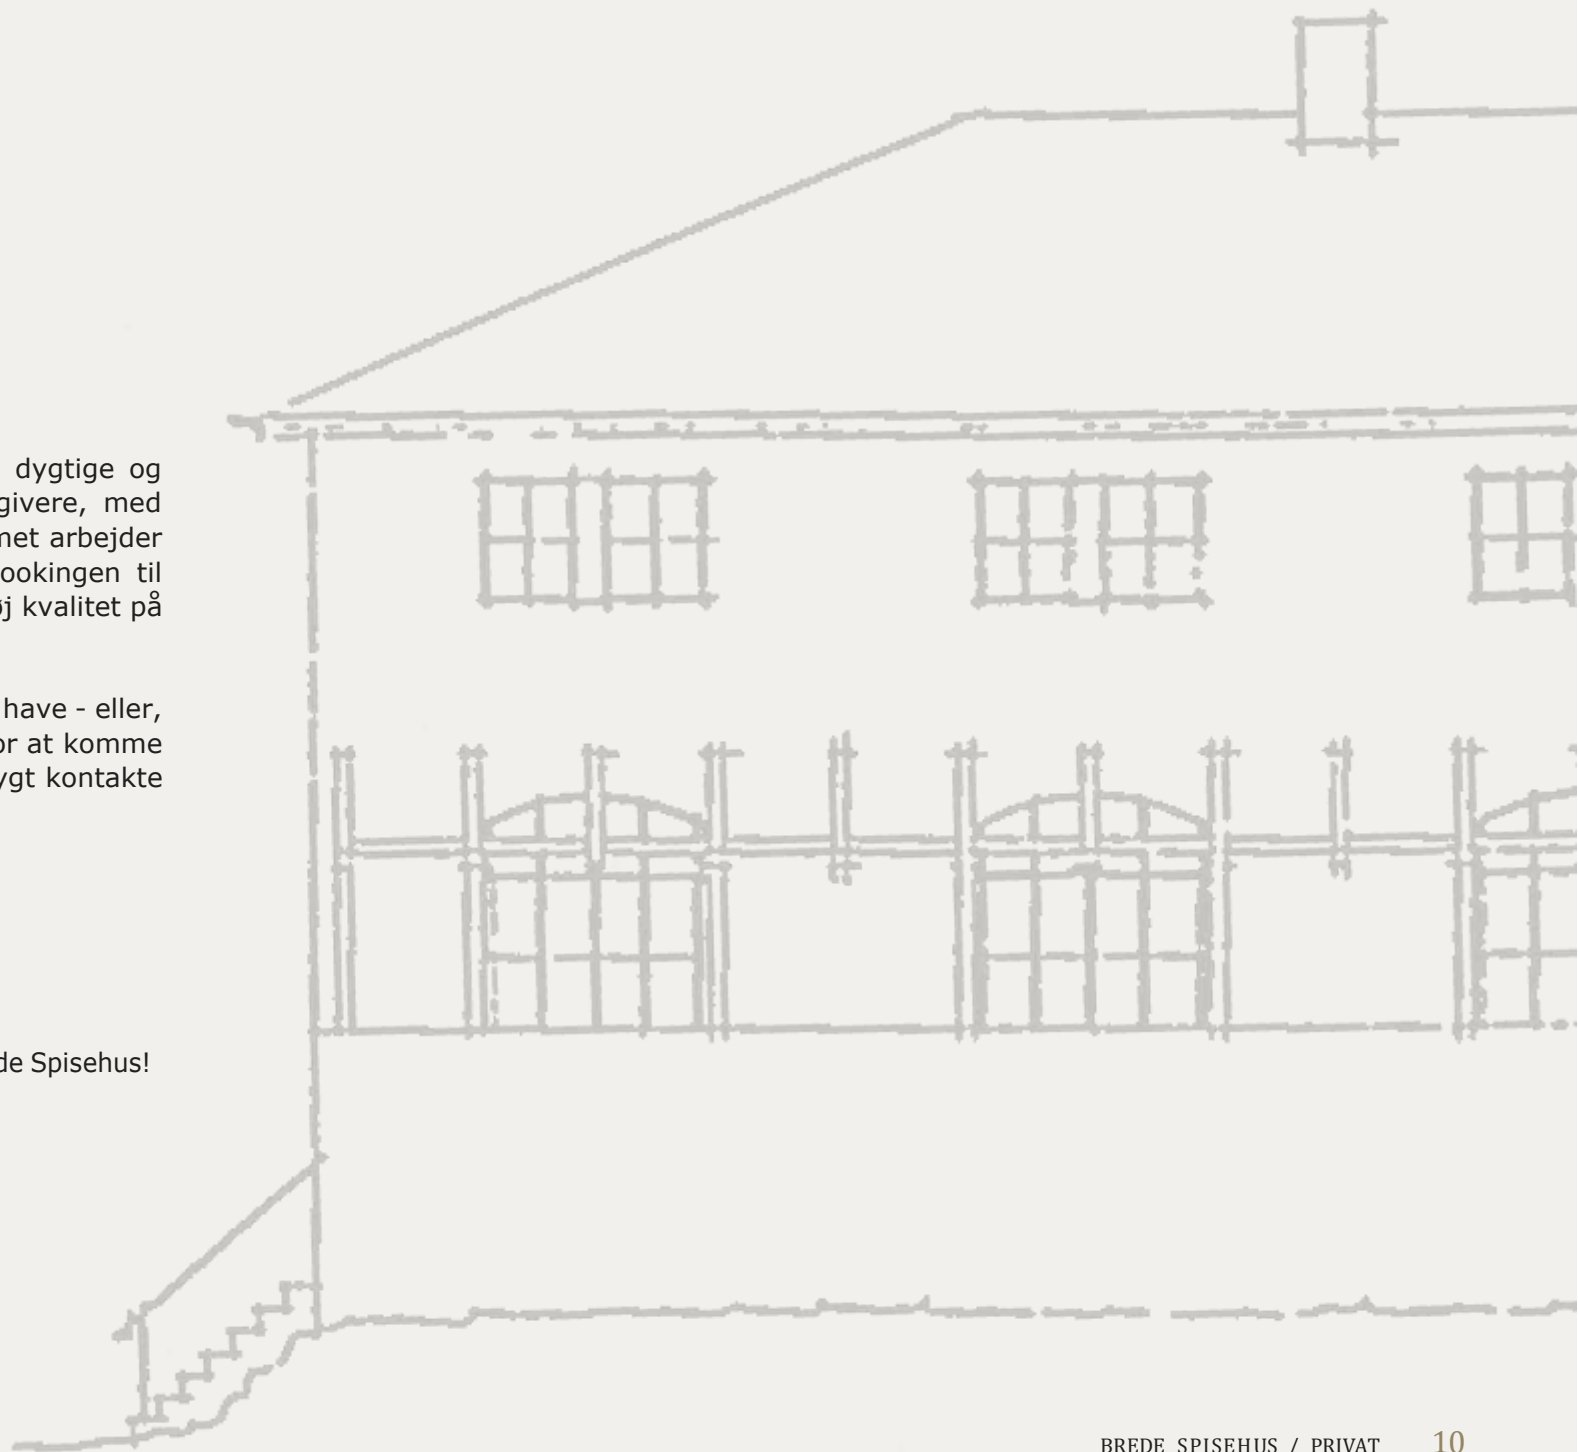 dygtige og
givere, med
met arbejder
ookingen til
øj kvalitet på
have - eller,
or at komme
ygt kontakte
de Spisehus!
BREDE SPISEHUS / PRIVAT 10